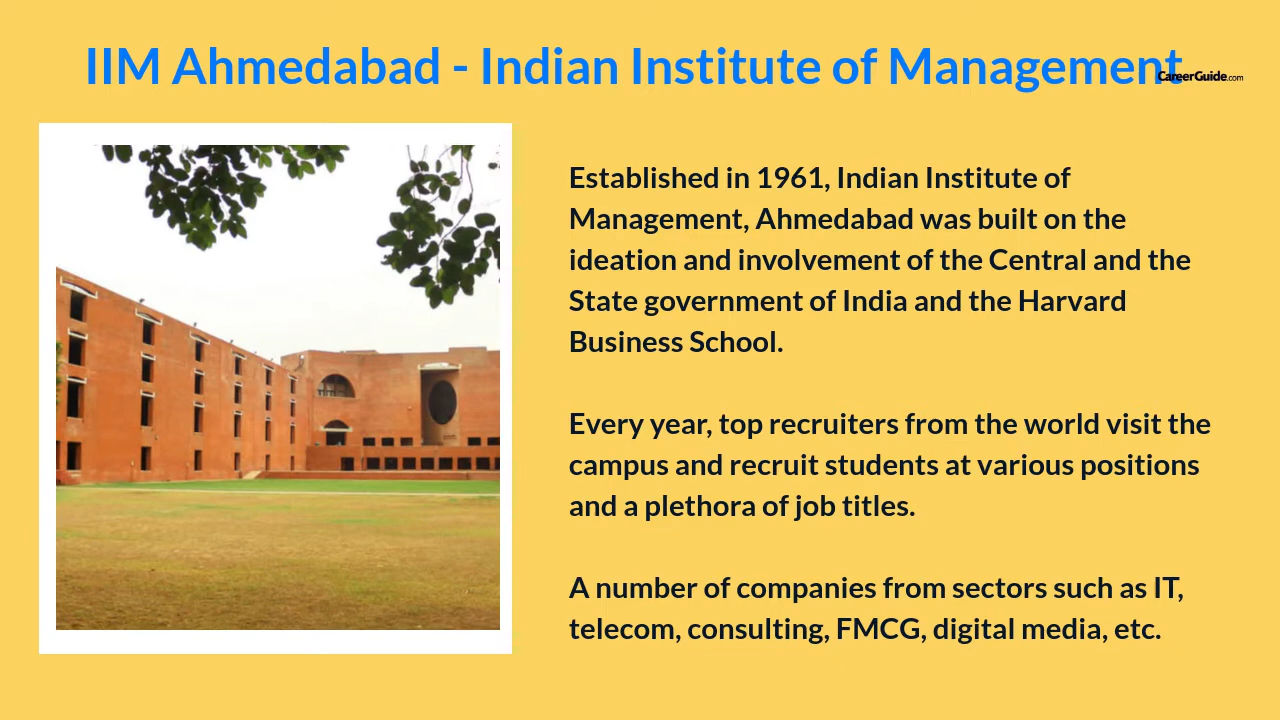 IIM Ahmedabad - Indian Institute of Management
CareerGuide.com
Established in 1961, Indian Institute of
Management, Ahmedabad was built on the
ideation and involvement of the Central and the
State government of India and the Harvard
Business School.
Every year, top recruiters from the world visit the
campus and recruit students at various positions
and a plethora of job titles.
A number of companies from sectors such as IT,
telecom, consulting, FMCG, digital media, etc.